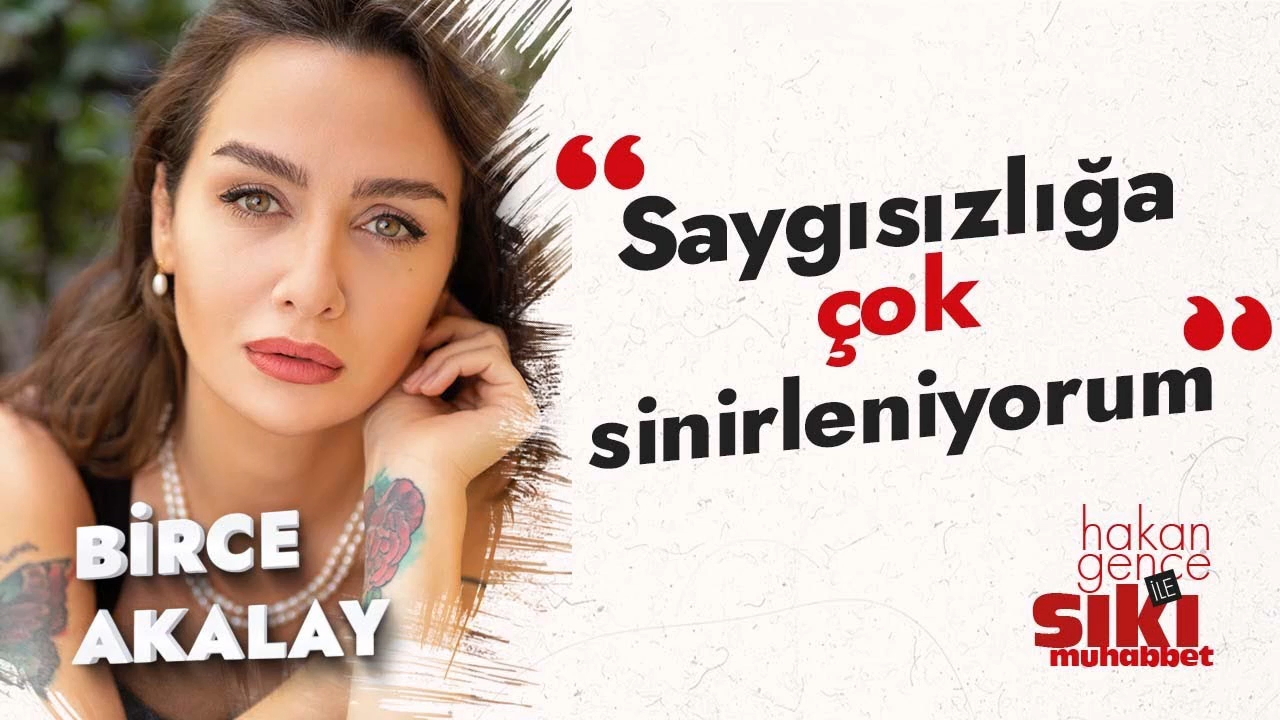 BİRCE
AKALAY
“Saygısızlığa
çok
sinirleniyorum”
hakan
gence
İLE
SIKI
muhabbet